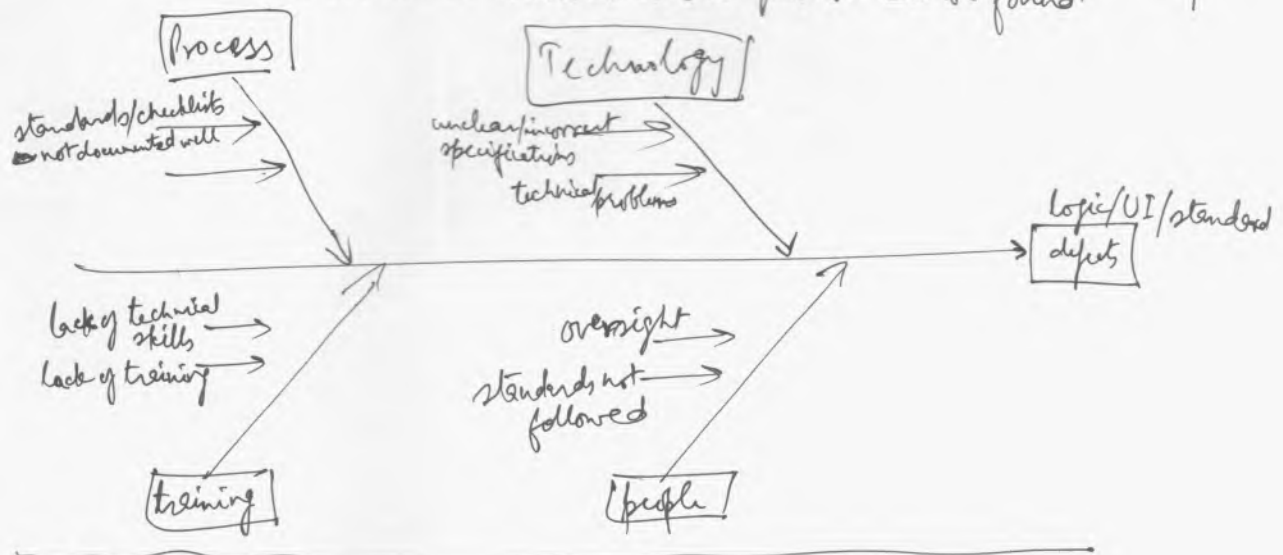 found.
Process
Technology
standards/checklists
not documented well
unclear/incorrect
specifications
technical problems
Logic/UI/standard
defects
lack of technical
skills
Lack of training
oversight
standards not
followed
training
people